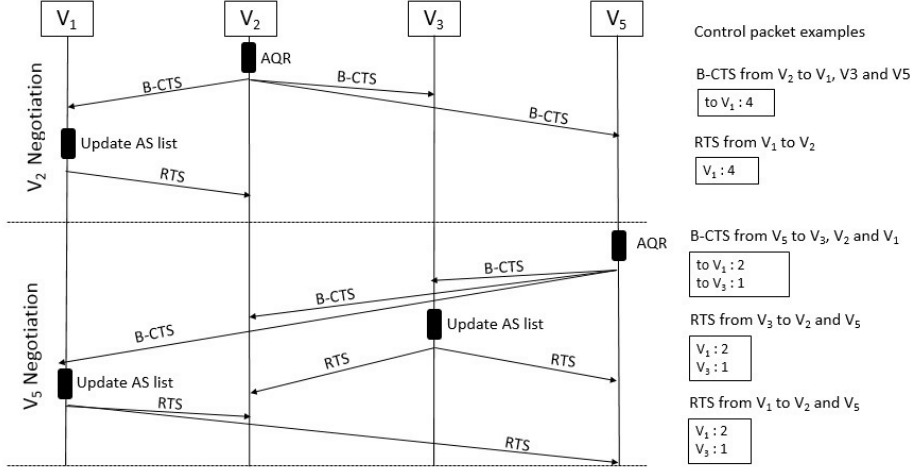 V1
V2
V3
V5
Control packet examples
V2 Negotiation
AQR
B-CTS
B-CTS
B-CTS
Update AS list
RTS
B-CTS from V2 to V1, V3 and V5
to V1 : 4
RTS from V1 to V2
V1 : 4
V5 Negotiation
AQR
B-CTS
B-CTS
B-CTS
Update AS list
RTS
RTS
Update AS list
RTS
RTS
B-CTS from V5 to V3, V2 and V1
to V1 : 2
to V3 : 1
RTS from V3 to V2 and V5
V1 : 2
V3 : 1
RTS from V1 to V2 and V5
V1 : 2
V3 : 1